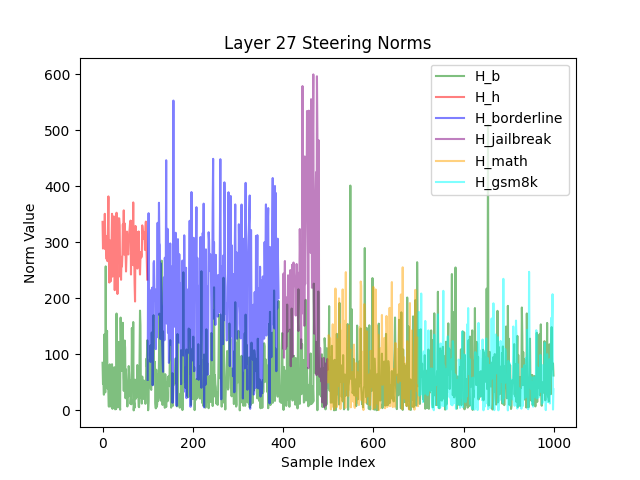 Layer 27 Steering Norms
600
500
400
300
200
100
0
Norm Value
0
200
400
600
800
1000
Sample Index
H_b
H_h
H_borderline
H_jailbreak
H_math
H_gsm8k